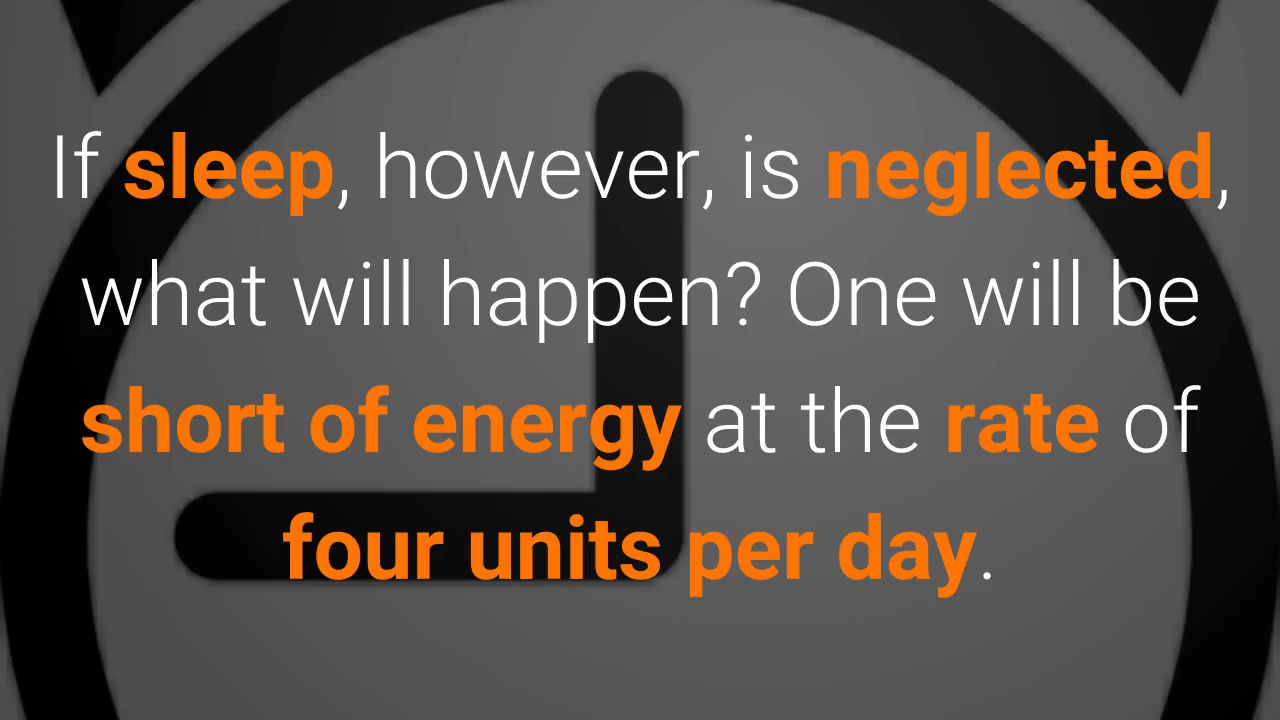 If sleep, however, is neglected,
what will happen? One will be
short of energy at the rate of
four units per day.